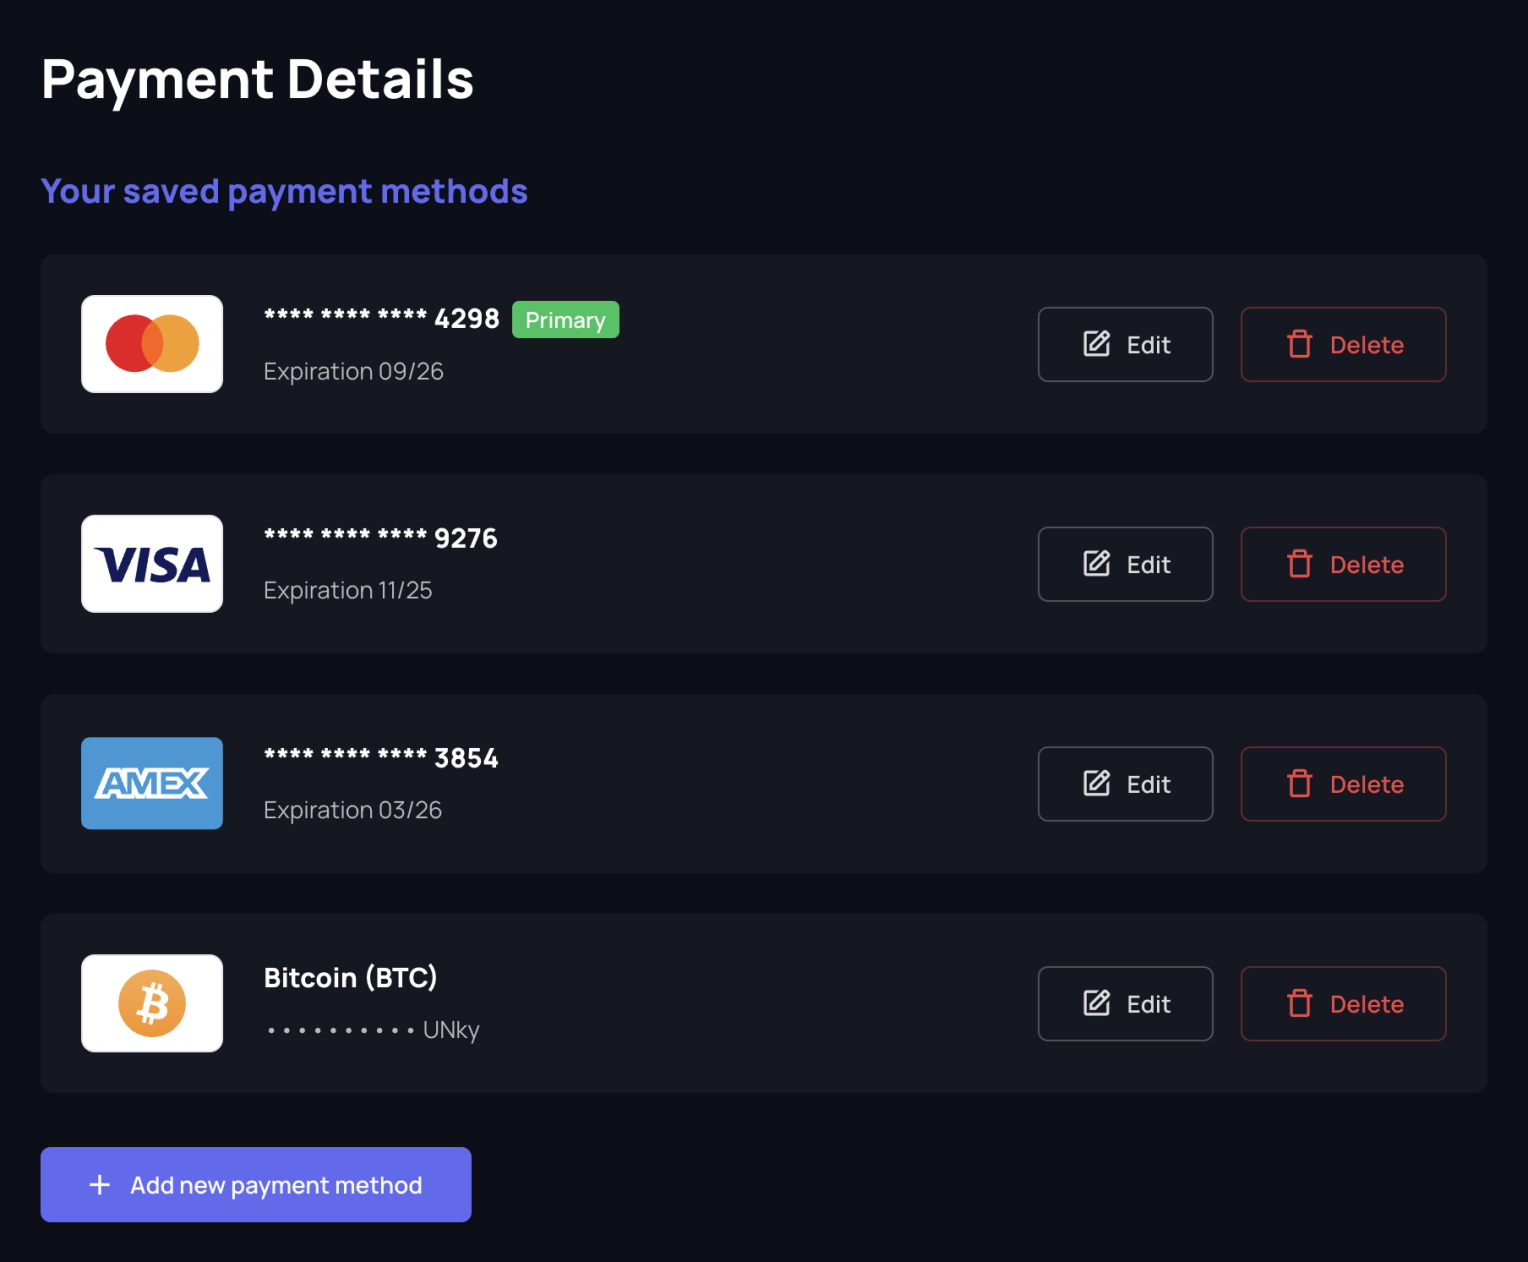 Payment Details
Your saved payment methods
**** **** **** 4298 Primary
Expiration 09/26
Edit
Delete
VISA
**** **** **** 9276
Expiration 11/25
Edit
Delete
AMEX
**** **** **** 3854
Expiration 03/26
Edit
Delete
Bitcoin (BTC)
•••••••••• UNky
Edit
Delete
+ Add new payment method